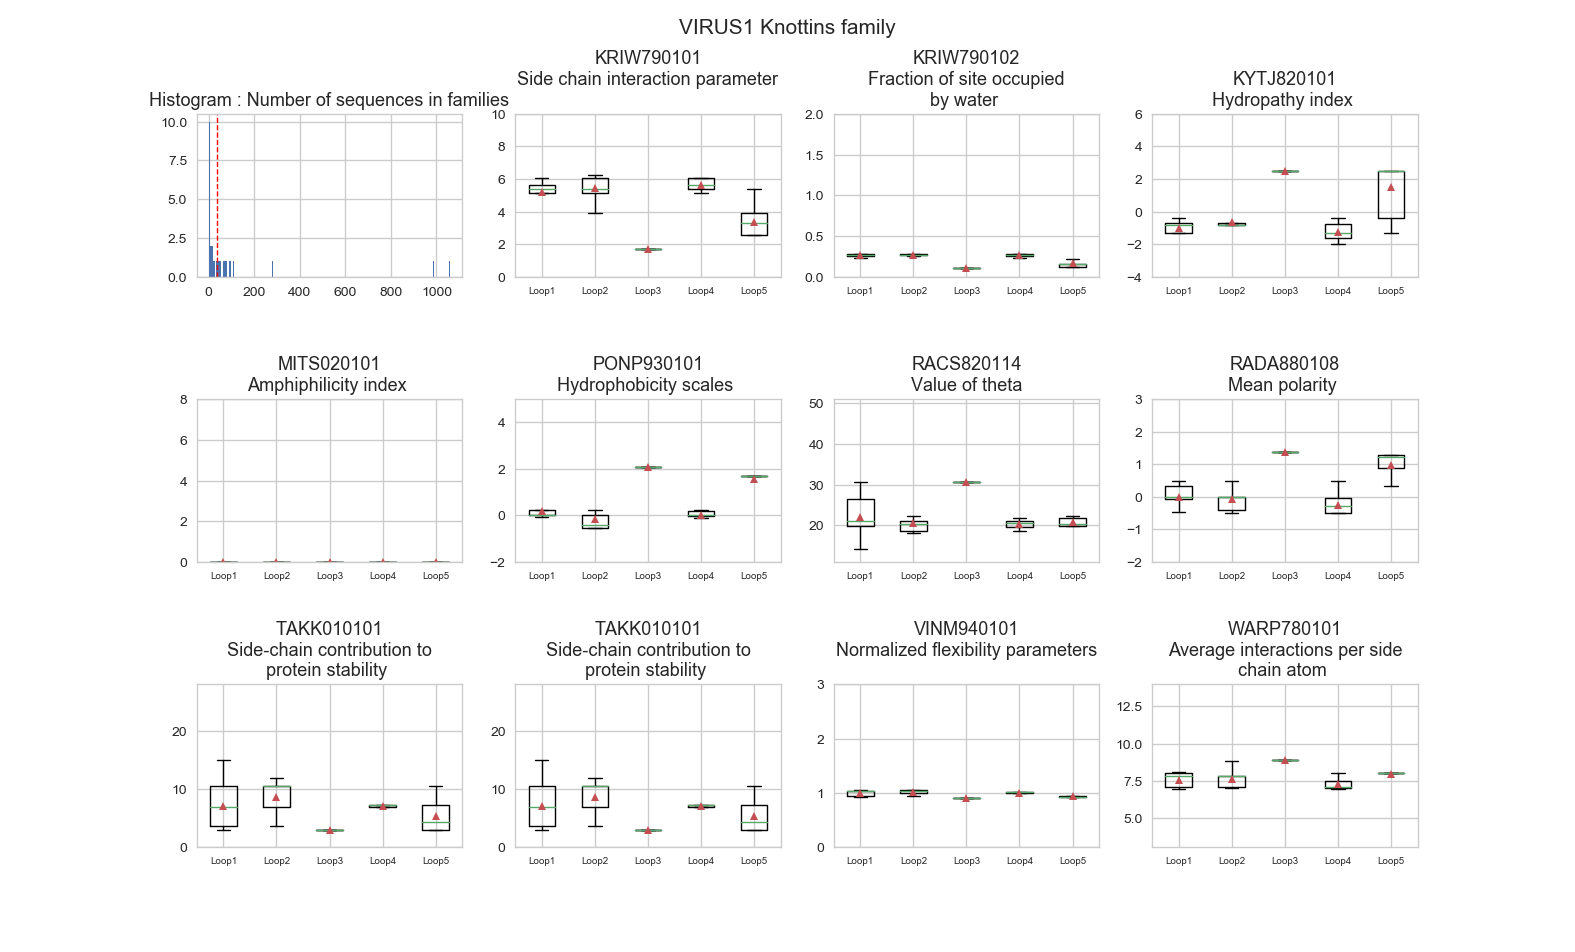 VIRUS1 Knottins family
Histogram : Number of sequences in families
10.0
7.5
5.0
2.5
0.0
0 200 400 600 800 1000
KRIW790101
Side chain interaction parameter
10
8
6
4
2
0
Loop1 Loop2 Loop3 Loop4 Loop5
KRIW790102
Fraction of site occupied
by water
2.0
1.5
1.0
0.5
0.0
Loop1 Loop2 Loop3 Loop4 Loop5
KYTJ820101
Hydropathy index
6
4
2
0
−2
−4
Loop1 Loop2 Loop3 Loop4 Loop5
MITS020101
Amphiphilicity index
8
6
4
2
0
Loop1 Loop2 Loop3 Loop4 Loop5
PONP930101
Hydrophobicity scales
4
2
0
−2
Loop1 Loop2 Loop3 Loop4 Loop5
RACS820114
Value of theta
50
40
30
20
Loop1 Loop2 Loop3 Loop4 Loop5
RADA880108
Mean polarity
3
2
1
0
−1
−2
Loop1 Loop2 Loop3 Loop4 Loop5
TAKK010101
Side-chain contribution to
protein stability
20
10
0
Loop1 Loop2 Loop3 Loop4 Loop5
TAKK010101
Side-chain contribution to
protein stability
20
10
0
Loop1 Loop2 Loop3 Loop4 Loop5
VINM940101
Normalized flexibility parameters
3
2
1
0
Loop1 Loop2 Loop3 Loop4 Loop5
WARP780101
Average interactions per side
chain atom
12.5
10.0
7.5
5.0
Loop1 Loop2 Loop3 Loop4 Loop5